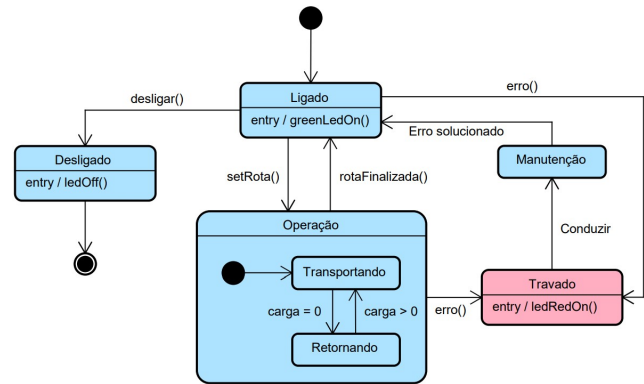 Ligado
entry / greenLedOn()
desligar()
erro()
Erro solucionado
Desligado
entry / ledOff()
Manutenção
setRota()
rotaFinalizada()
Operação
Conduzir
Transportando
carga = 0
carga > 0
Retornando
erro()
Travado
entry / ledRedOn()